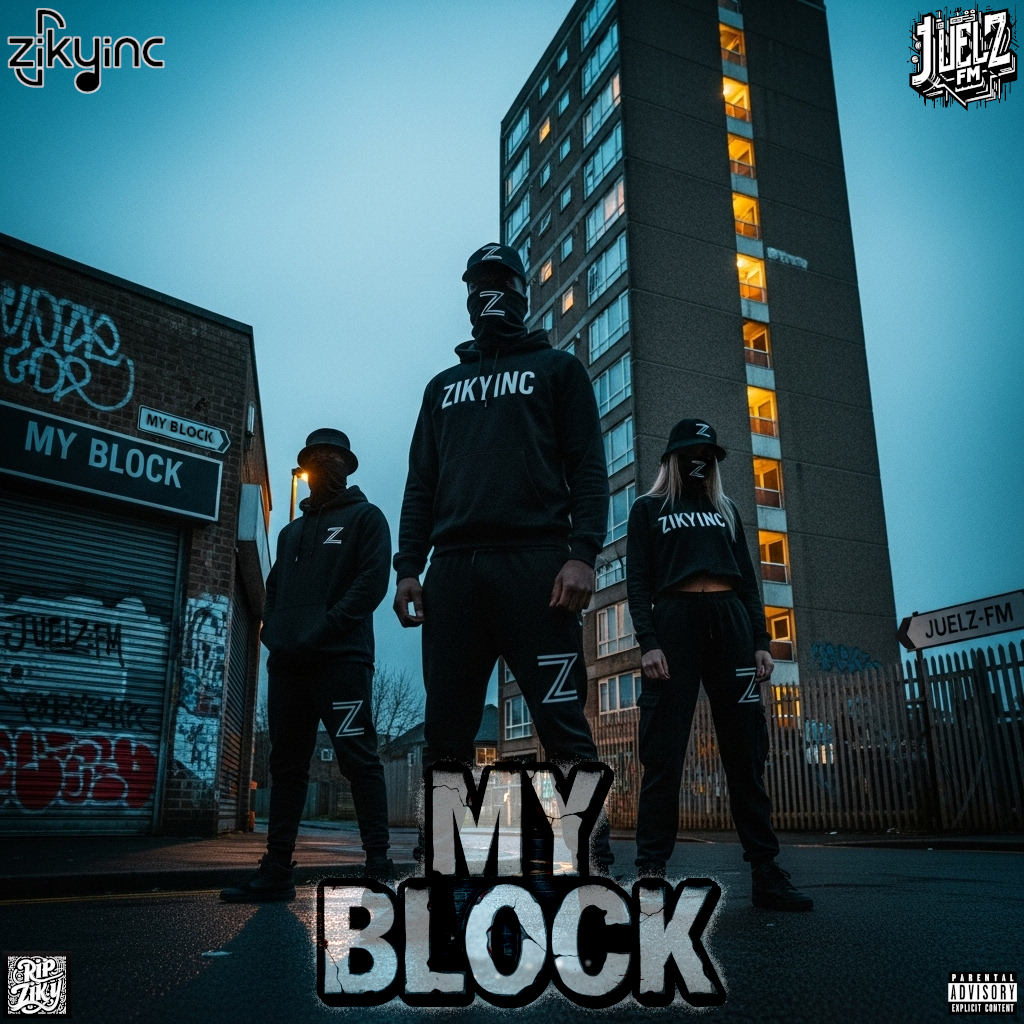 zikyinc
JUELZ
FM
Z
Z
ZIKYINC
MY BLOCK
MY BLOCK
Z
Z
ZIKYINC
Z
Z
Z
Z
JUELZ-FM
JUELZ-FM
MY
BLOCK
RIP
ZIKY
PARENTAL
ADVISORY
EXPLICIT CONTENT